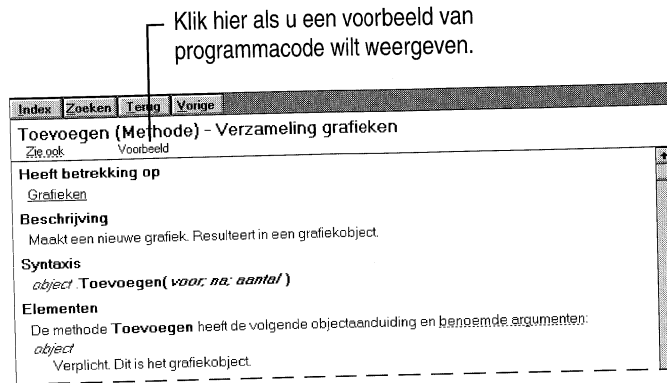 Klik hier als u een voorbeeld van
programmacode wilt weergeven.
Index Zoeken Terug Vorige
Toevoegen (Methode) - Verzameling grafieken
Zie ook Voorbeeld
Heeft betrekking op
Grafieken
Beschrijving
Maakt een nieuwe grafiek. Resulteert in een grafiekobject.
Syntaxis
object.Toevoegen( voor; na; aantal )
Elementen
De methode Toevoegen heeft de volgende objectaanduiding en benoemde argumenten:
object
Verplicht. Dit is het grafiekobject.